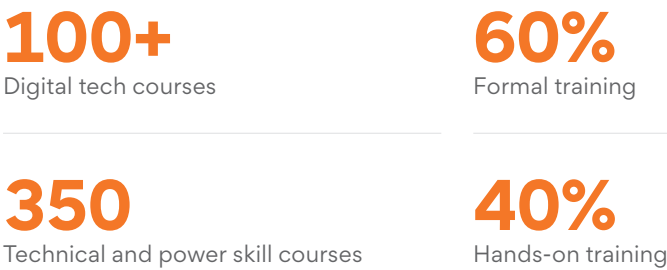 100+
Digital tech courses
60%
Formal training
350
Technical and power skill courses
40%
Hands-on training